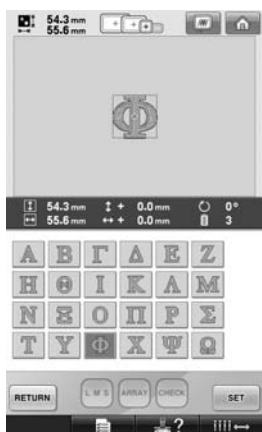 54.3 mm
55.6 mm
54.3 mm + 0.0 mm 0°
55.6 mm + 0.0 mm 3
Α Β Γ Δ Ε Ζ
Η Θ Ι Κ Λ Μ
Ν Ξ Ο Π Ρ Σ
Τ Υ Φ Χ Ψ Ω
RETURN L M S ARRAY CHECK SET
?